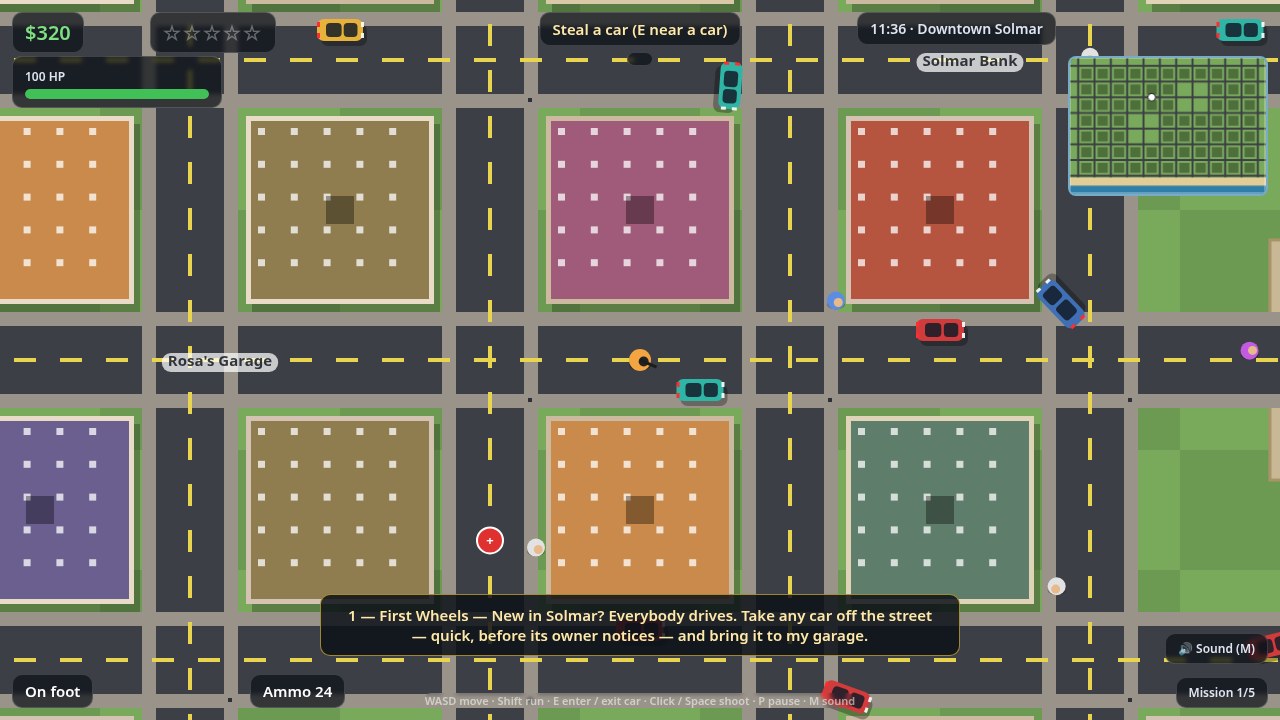 $320
☆☆☆☆☆
Steal a car (E near a car)
11:36 · Downtown Solmar
100 HP
Solmar Bank
Rosa's Garage
1 — First Wheels — New in Solmar? Everybody drives. Take any car off the street
— quick, before its owner notices — and bring it to my garage.
🔊 Sound (M)
On foot
Ammo 24
WASD move · Shift run · E enter / exit car · Click / Space shoot · P pause · M sound
Mission 1/5